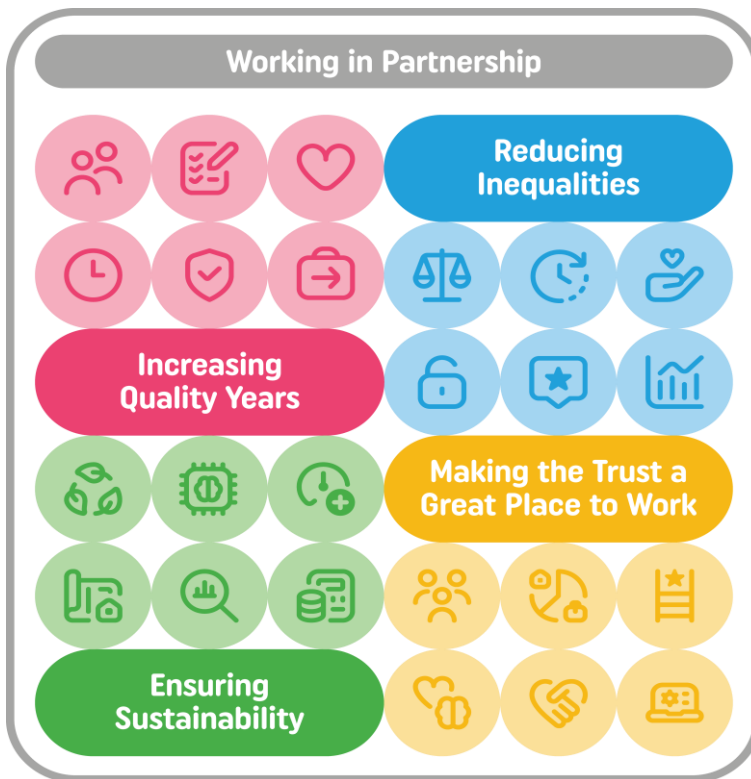 Working in Partnership
Reducing
Inequalities
Increasing
Quality Years
Making the Trust a
Great Place to Work
Ensuring
Sustainability